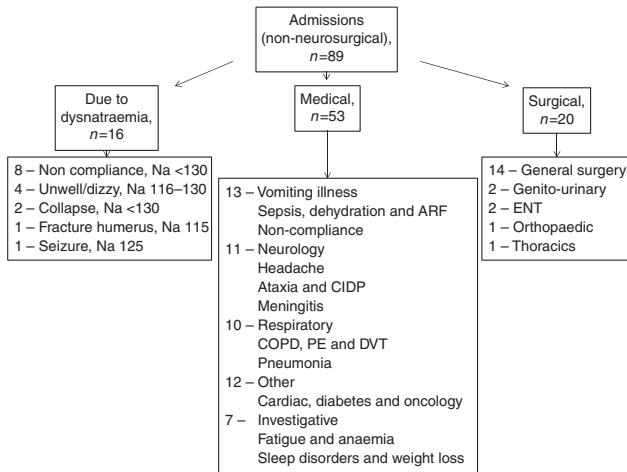 Admissions
(non-neurosurgical),
n=89
Due to
dysnatraemia,
n=16
8 – Non compliance, Na <130
4 – Unwell/dizzy, Na 116–130
2 – Collapse, Na <130
1 – Fracture humerus, Na 115
1 – Seizure, Na 125
Medical,
n=53
13 – Vomiting illness
Sepsis, dehydration and ARF
Non-compliance
11 – Neurology
Headache
Ataxia and CIDP
Meningitis
10 – Respiratory
COPD, PE and DVT
Pneumonia
12 – Other
Cardiac, diabetes and oncology
7 – Investigative
Fatigue and anaemia
Sleep disorders and weight loss
Surgical,
n=20
14 – General surgery
2 – Genito-urinary
2 – ENT
1 – Orthopaedic
1 – Thoracics